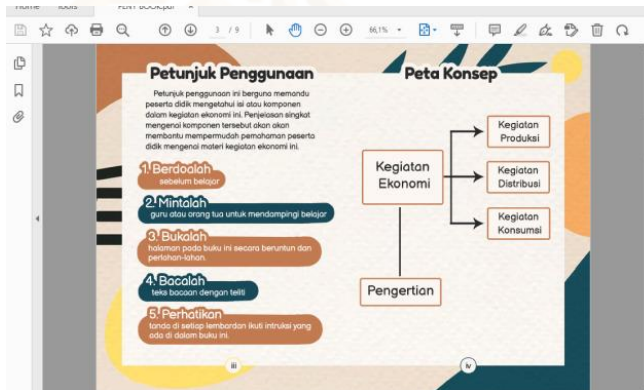 Home Tools PENY BOOK.pdf ×
3 / 9 66,1%
Petunjuk Penggunaan
Petunjuk penggunaan ini berguna memandu
peserta didik mengetahui isi atau komponen
dalam kegiatan ekonomi ini. Penjelasan singkat
mengenai komponen tersebut akan akan
membantu mempermudah pemahaman peserta
didik mengenai materi kegiatan ekonomi ini.
1. Berdoalah
sebelum belajar
2. Mintalah
guru atau orang tua untuk mendampingi belajar
3. Bukalah
halaman pada buku ini secara beruntun dan
perlahan-lahan.
4. Bacalah
teks bacaan dengan teliti
5. Perhatikan
tanda di setiap lembardan ikuti intruksi yang
ada di dalam buku ini.
iii
Peta Konsep
Kegiatan
Ekonomi
Kegiatan
Produksi
Kegiatan
Distribusi
Kegiatan
Konsumsi
Pengertian
iv